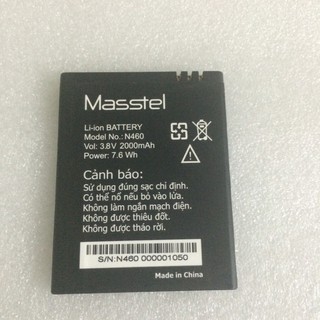 Masstel
Li-ion BATTERY
Model No.: N460
Vol: 3.8V 2000mAh
Power: 7.6 Wh
Cảnh báo:
Sử dụng đúng sạc chỉ định.
Có thể nổ nếu bỏ vào lửa.
Không làm ngắn mạch điện.
Không được thiêu đốt.
Không được tháo rời.
S/N:N460 000001050
Made in China